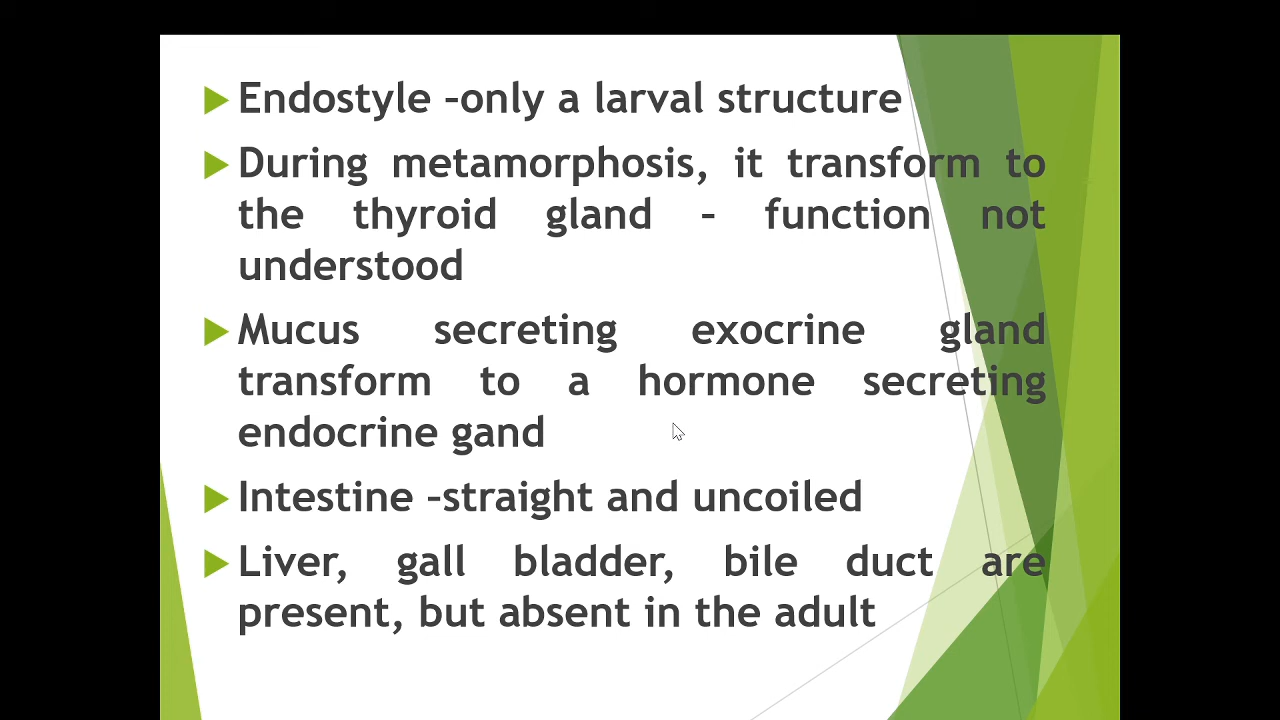 Endostyle –only a larval structure
During metamorphosis, it transform to
the thyroid gland – function not
understood
Mucus secreting exocrine gland
transform to a hormone secreting
endocrine gand
Intestine –straight and uncoiled
Liver, gall bladder, bile duct are
present, but absent in the adult